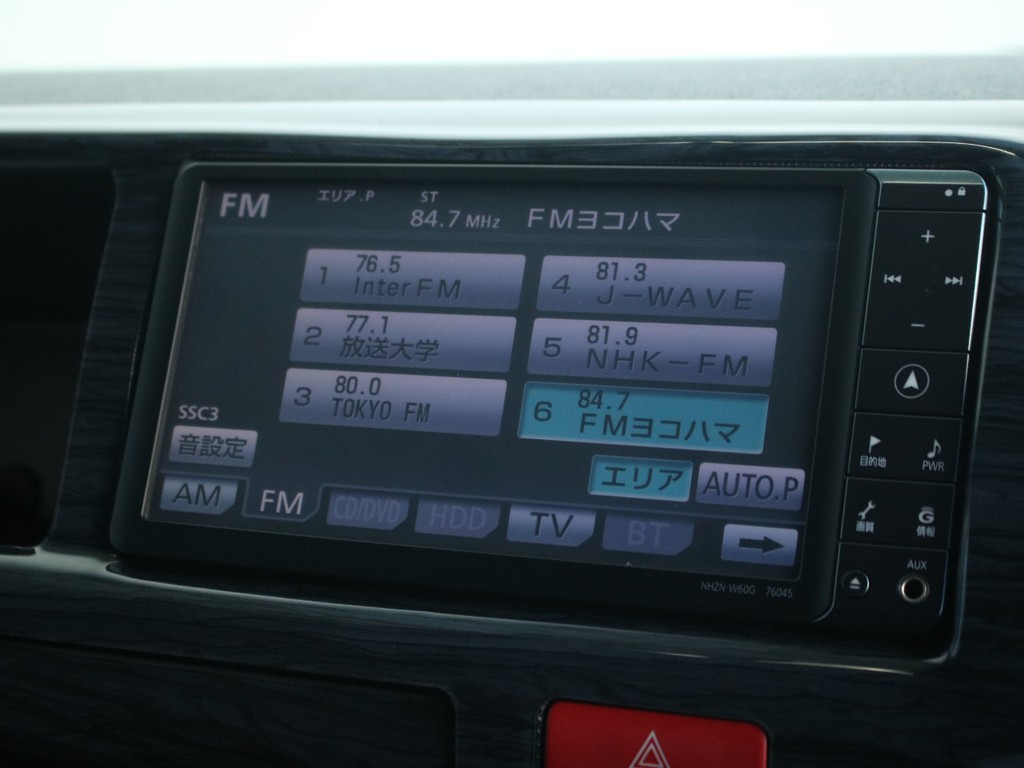 FM エリア.P ST 84.7 MHz FMヨコハマ
1 76.5 InterFM
2 77.1 放送大学
3 80.0 TOKYO FM
4 81.3 J-WAVE
5 81.9 NHK-FM
6 84.7 FMヨコハマ
SSC3
音設定
エリア AUTO.P
AM FM CD/DVD HDD TV BT
NHZN-W60G 76045
目的地 PWR
画質 G情報
AUX